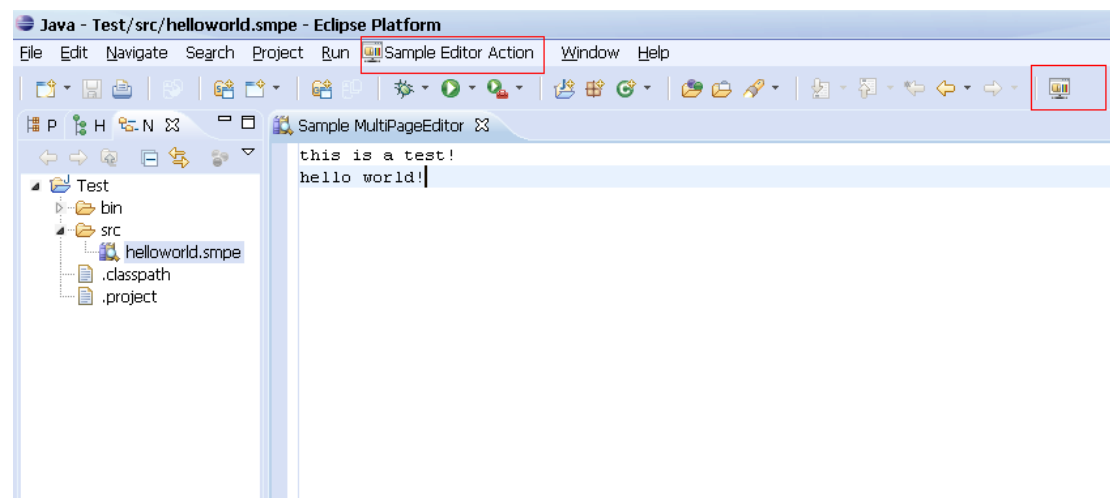 Java - Test/src/helloworld.smpe - Eclipse Platform
File Edit Navigate Search Project Run Sample Editor Action Window Help
P H N Sample MultiPageEditor
this is a test!
hello world!
Test
bin
src
helloworld.smpe
.classpath
.project